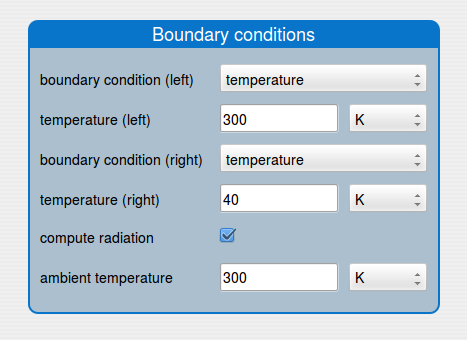 Boundary conditions
boundary condition (left) temperature
temperature (left) 300 K
boundary condition (right) temperature
temperature (right) 40 K
compute radiation
ambient temperature 300 K